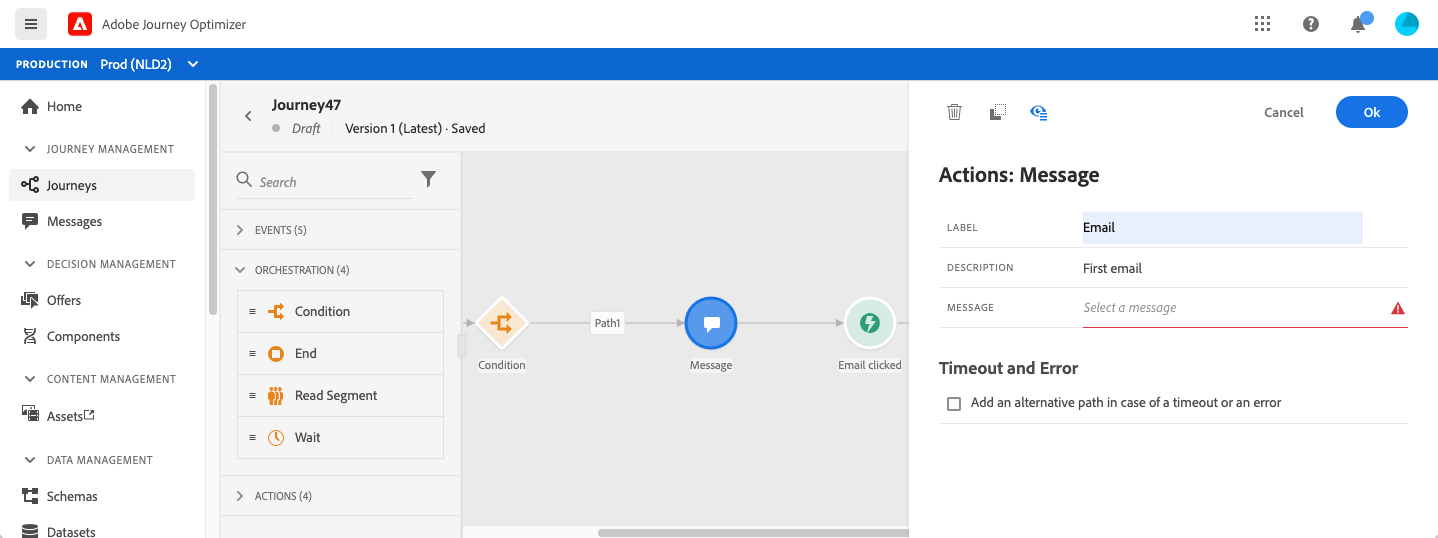 Adobe Journey Optimizer
PRODUCTION Prod (NLD2)
Home
JOURNEY MANAGEMENT
Journeys
Messages
DECISION MANAGEMENT
Offers
Components
CONTENT MANAGEMENT
Assets
DATA MANAGEMENT
Schemas
Datasets
Journey47
Draft Version 1 (Latest) · Saved
Search
EVENTS (5)
ORCHESTRATION (4)
Condition
End
Read Segment
Wait
ACTIONS (4)
Path1
Condition
Message
Email clicked
Cancel Ok
Actions: Message
LABEL Email
DESCRIPTION First email
MESSAGE Select a message
Timeout and Error
Add an alternative path in case of a timeout or an error